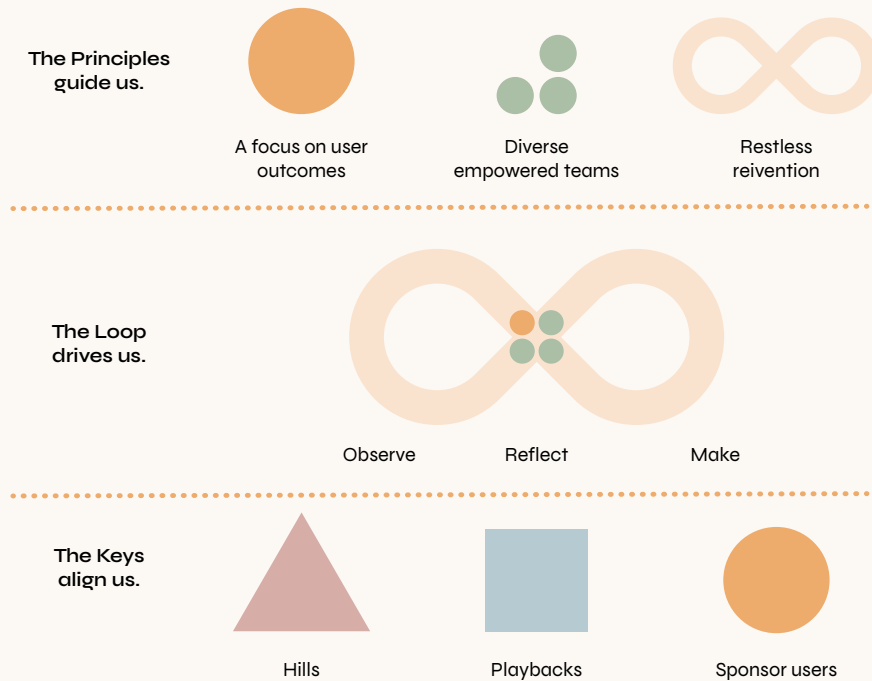 The Principles
guide us.
A focus on user
outcomes
Diverse
empowered teams
Restless
reivention
The Loop
drives us.
Observe
Reflect
Make
The Keys
align us.
Hills
Playbacks
Sponsor users